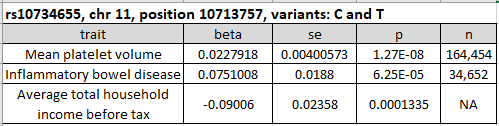 rs10734655, chr 11, position 10713757, variants: C and T
trait beta se p n
Mean platelet volume 0.0227918 0.00400573 1.27E-08 164,454
Inflammatory bowel disease 0.0751008 0.0188 6.25E-05 34,652
Average total household
income before tax -0.09006 0.02358 0.0001335 NA